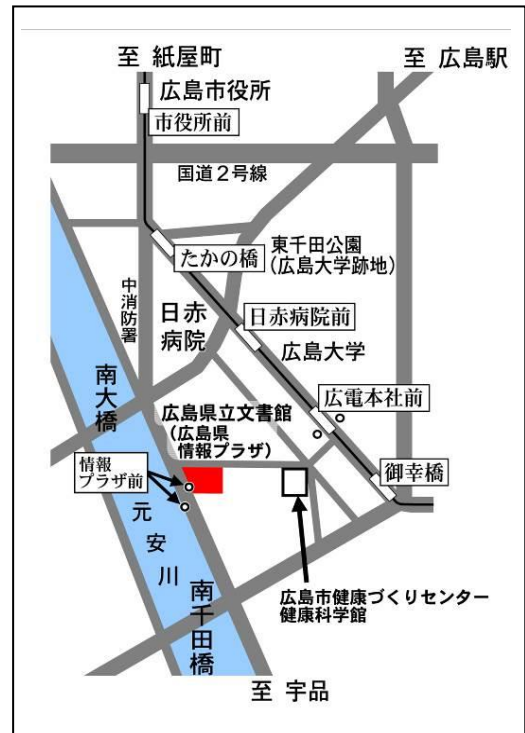 至 紙屋町
至 広島駅
広島市役所
市役所前
国道2号線
たかの橋
東千田公園
(広島大学跡地)
中消防署
日赤
病院
日赤病院前
広島大学
南大橋
広島県立文書館
(広島県
情報プラザ)
広電本社前
情報
プラザ前
御幸橋
元安川
広島市健康づくりセンター
健康科学館
南千田橋
至 宇品